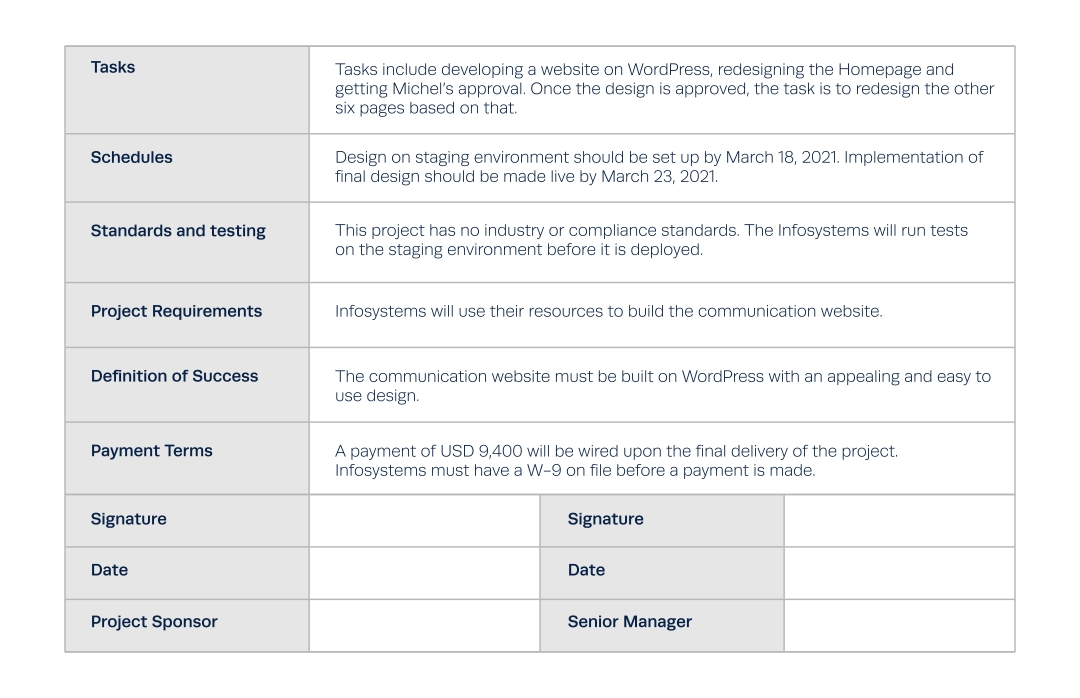 Tasks
Tasks include developing a website on WordPress, redesigning the Homepage and
getting Michel's approval. Once the design is approved, the task is to redesign the other
six pages based on that.
Schedules
Design on staging environment should be set up by March 18, 2021. Implementation of
final design should be made live by March 23, 2021.
Standards and testing
This project has no industry or compliance standards. The Infosystems will run tests
on the staging environment before it is deployed.
Project Requirements
Infosystems will use their resources to build the communication website.
Definition of Success
The communication website must be built on WordPress with an appealing and easy to
use design.
Payment Terms
A payment of USD 9,400 will be wired upon the final delivery of the project.
Infosystems must have a W-9 on file before a payment is made.
Signature
Signature
Date
Date
Project Sponsor
Senior Manager